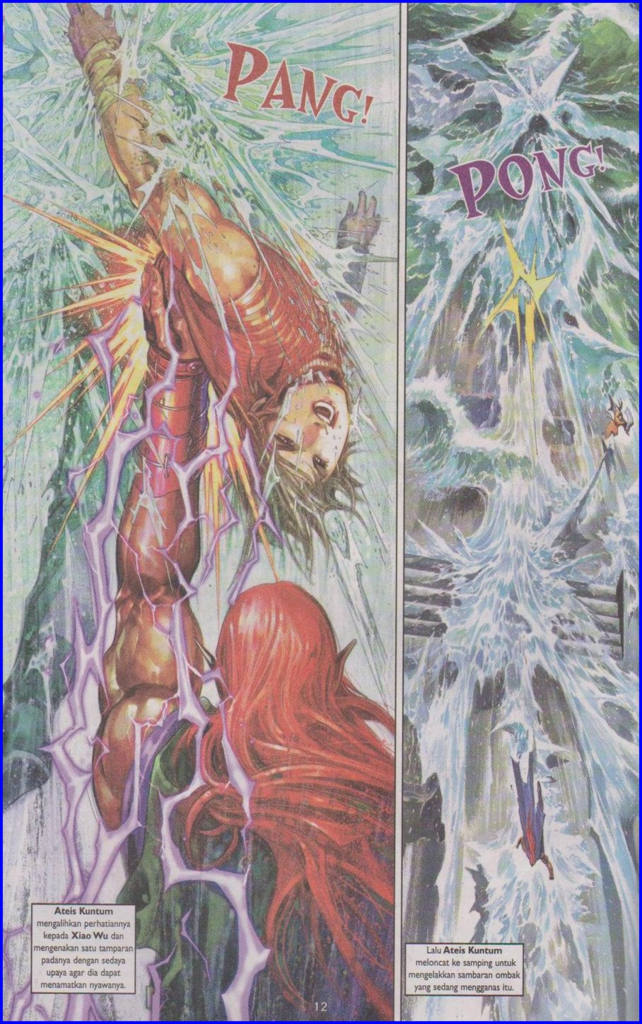 PANG!
Ateis Kuntum
mengalihkan perhatiannya
kepada Xiao Wu dan
mengenakan satu tamparan
padanya dengan sedaya
upaya agar dia dapat
menamatkan nyawanya.
PONG!
Lalu Ateis Kuntum
meloncat ke samping untuk
mengelakkan sambaran ombak
yang sedang mengganas itu.
12